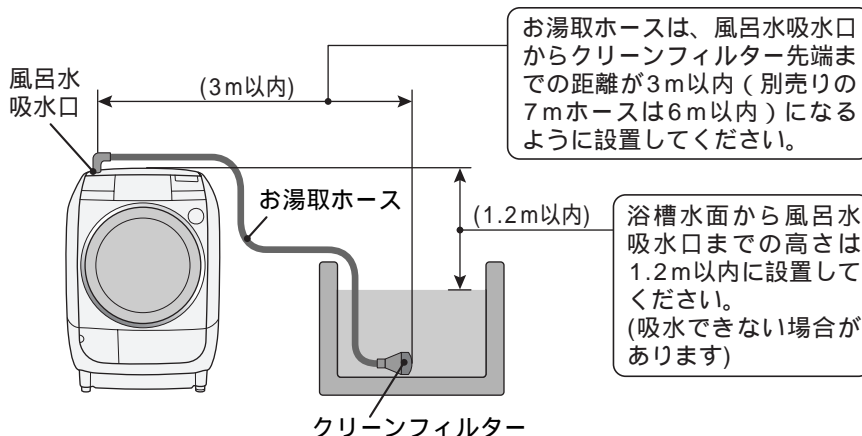 お湯取ホースは、風呂水吸水口
からクリーンフィルター先端ま
での距離が3m以内（別売りの
7mホースは6m以内）になる
ように設置してください。
風呂水
吸水口
(3m以内)
お湯取ホース
(1.2m以内)
浴槽水面から風呂水
吸水口までの高さは
1.2m以内に設置して
ください。
(吸水できない場合が
あります)
クリーンフィルター